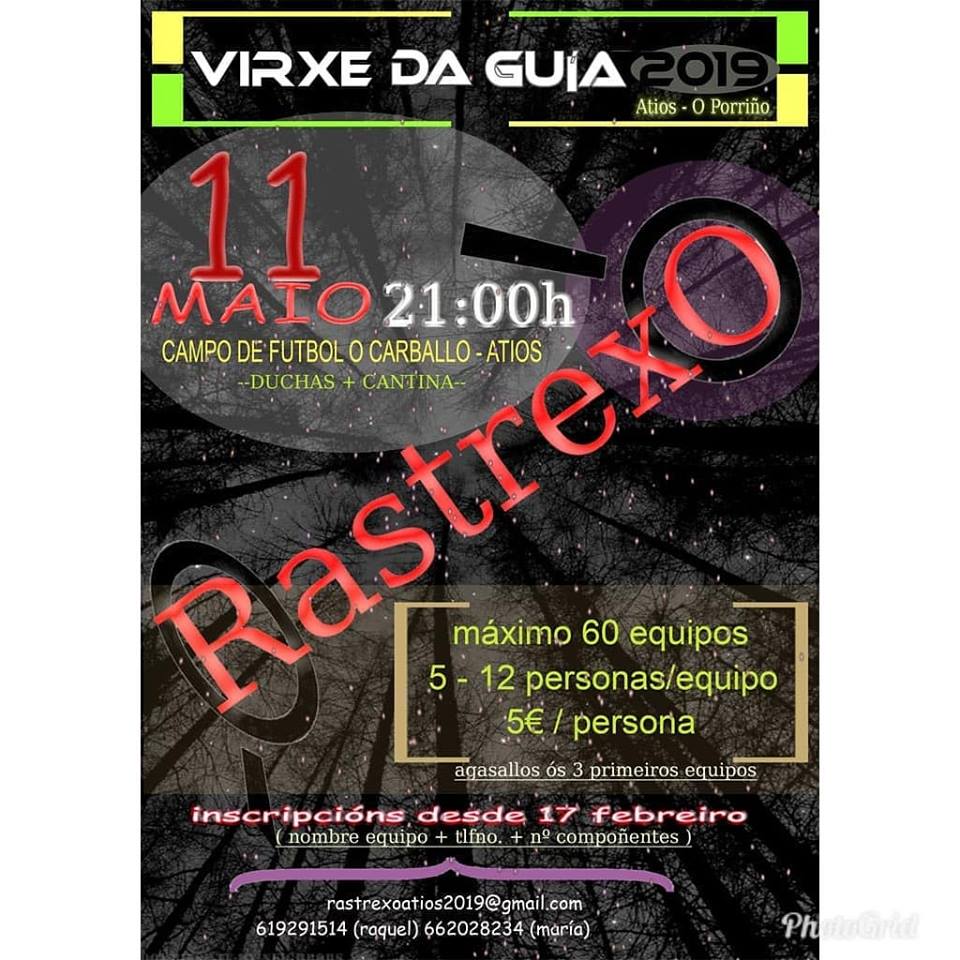 VIRXE DA GUÍA 2019
Atios - O Porriño
11
MAIO 21:00h
CAMPO DE FUTBOL O CARBALLO - ATIOS
--DUCHAS + CANTINA--
RastrexO
máximo 60 equipos
5 - 12 personas/equipo
5€ / persona
agasallos ós 3 primeiros equipos
inscripcións desde 17 febreiro
( nombre equipo + tlfno. + nº compoñentes )
rastrexoatios2019@gmail.com
619291514 (raquel) 662028234 (maría)
PhotoGrid